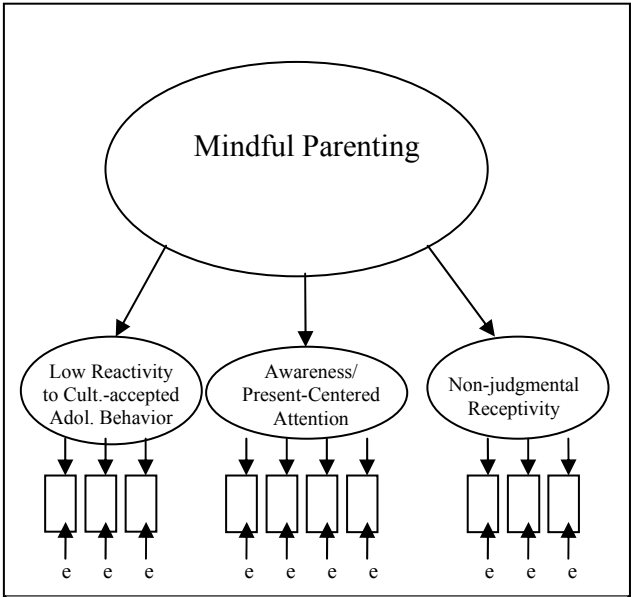 Mindful Parenting
Low Reactivity
to Cult.-accepted
Adol. Behavior
Awareness/
Present-Centered
Attention
Non-judgmental
Receptivity
e e e e e e e e e e